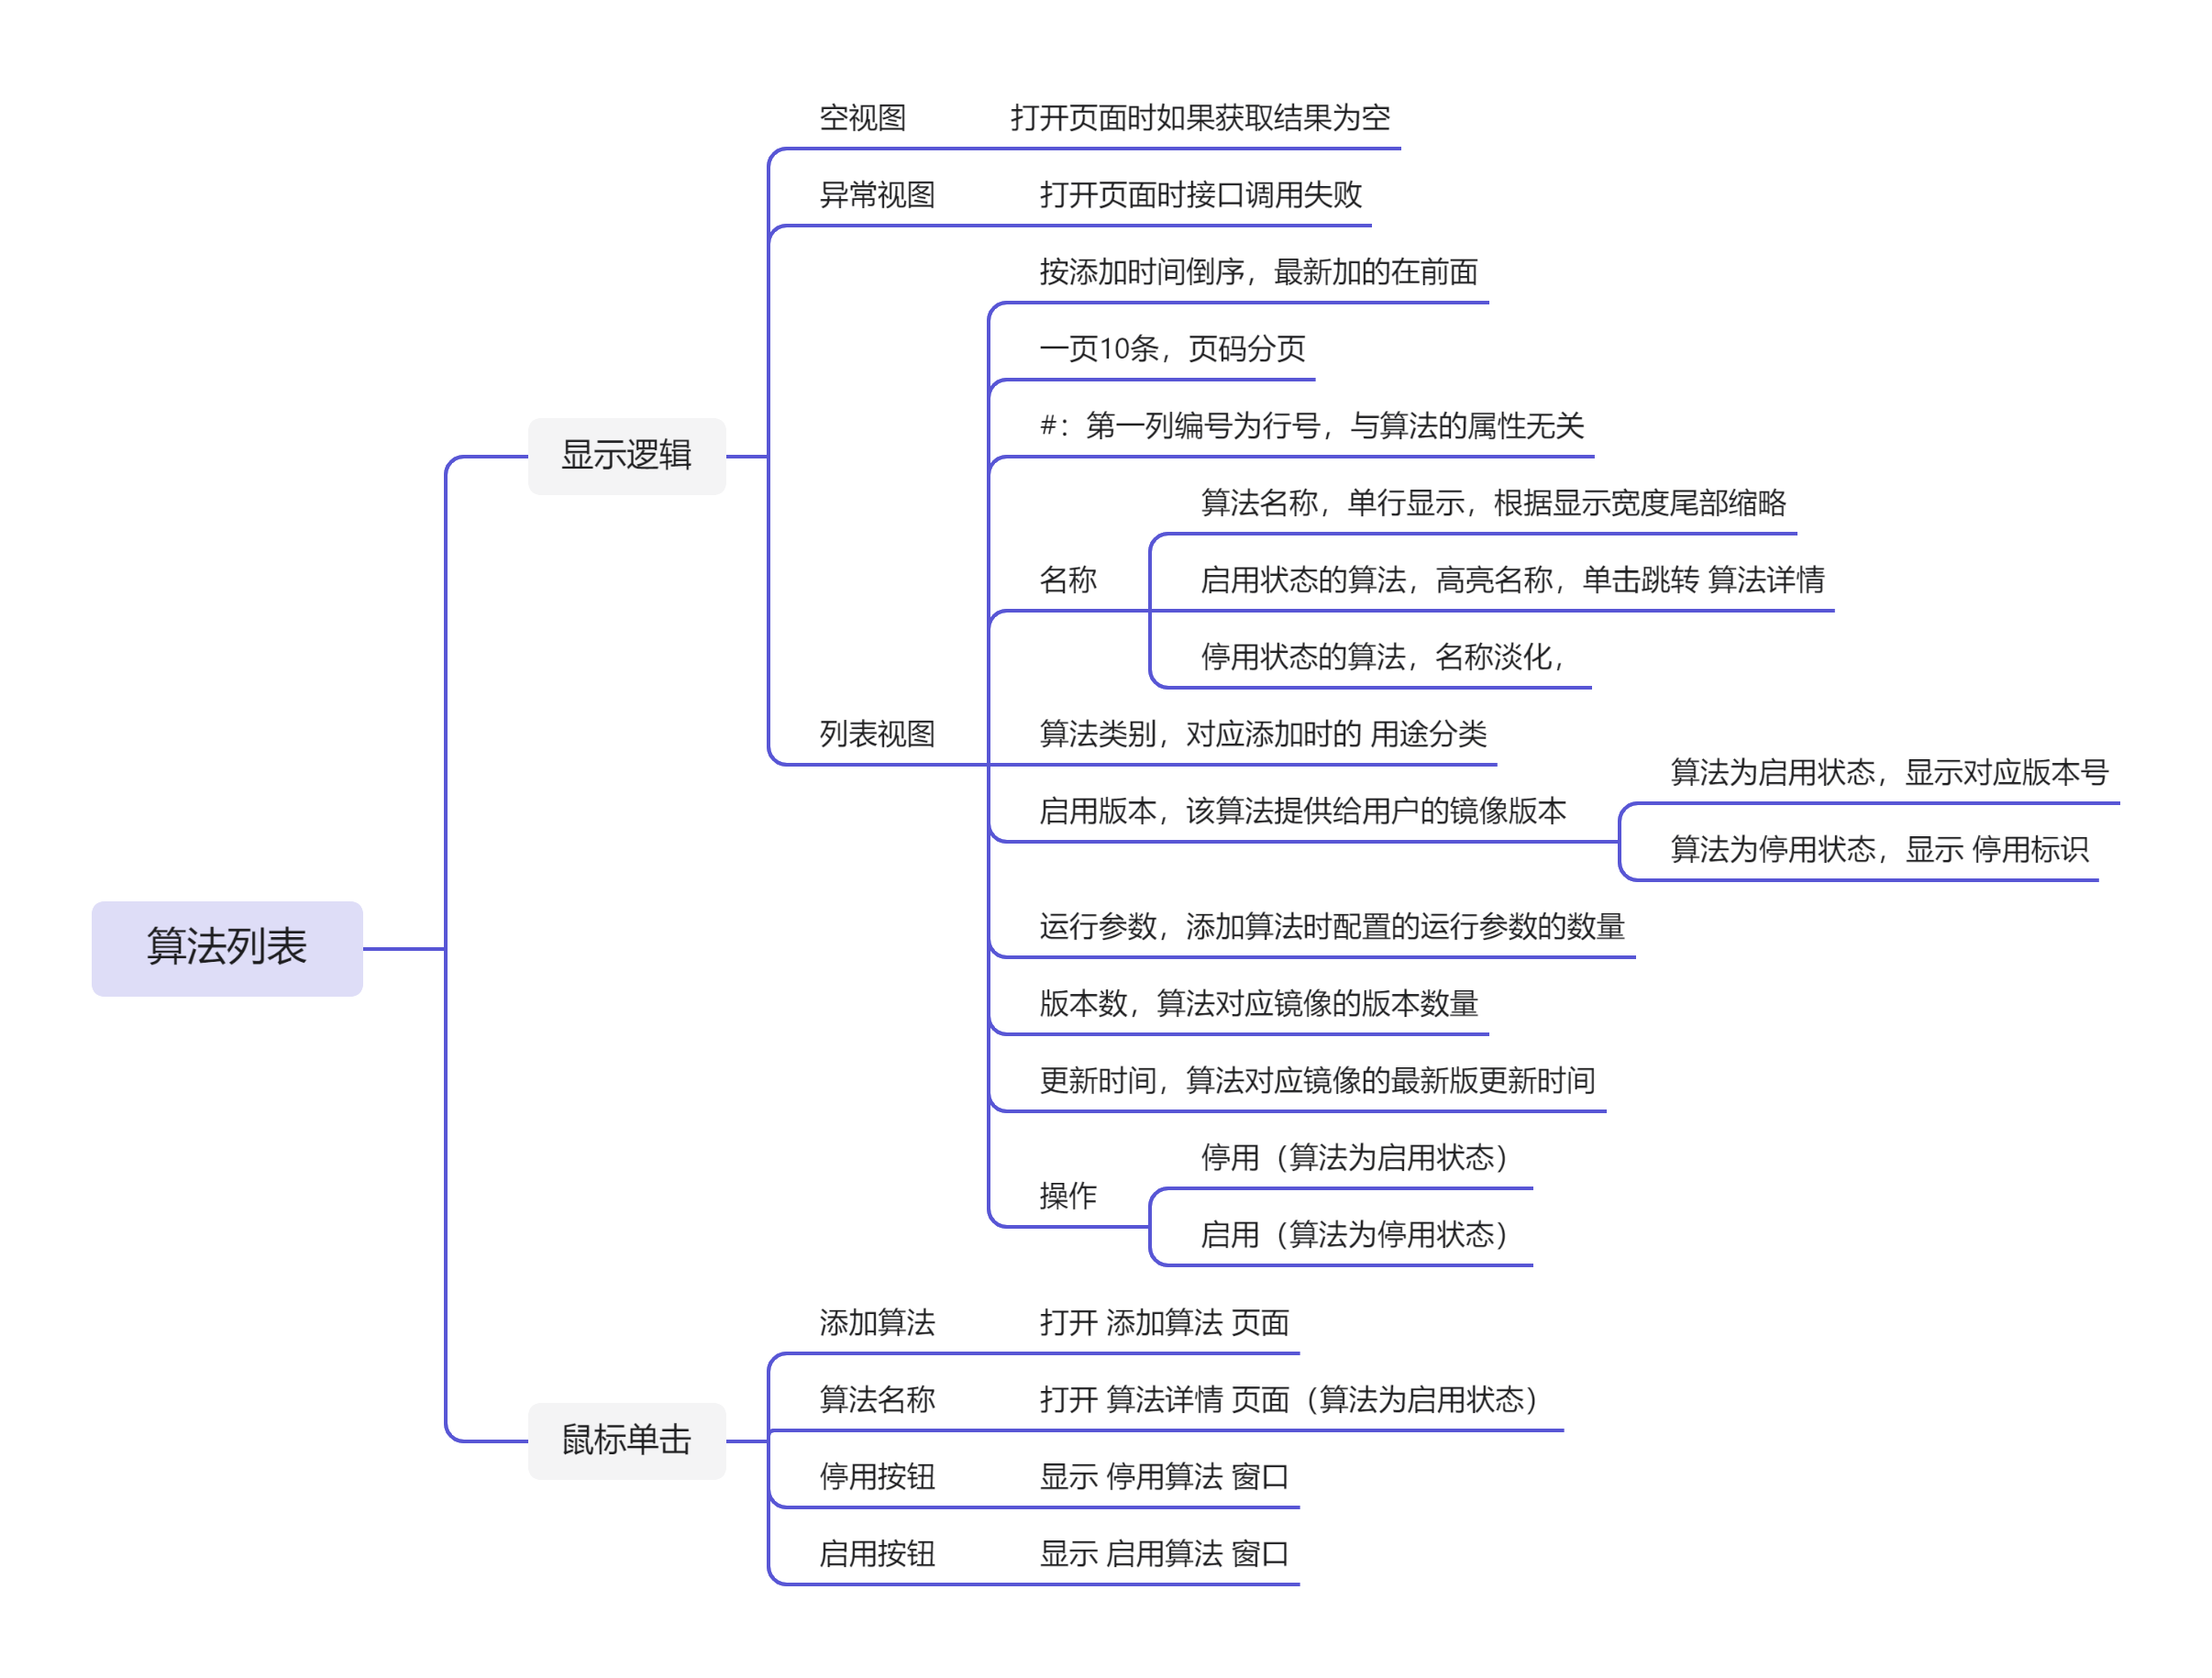 空视图
打开页面时如果获取结果为空
异常视图
打开页面时接口调用失败
按添加时间倒序，最新加的在前面
一页10条，页码分页
#：第一列编号为行号，与算法的属性无关
显示逻辑
算法名称，单行显示，根据显示宽度尾部缩略
名称
启用状态的算法，高亮名称，单击跳转 算法详情
停用状态的算法，名称淡化，
列表视图
算法类别，对应添加时的 用途分类
算法为启用状态，显示对应版本号
启用版本，该算法提供给用户的镜像版本
算法为停用状态，显示 停用标识
运行参数，添加算法时配置的运行参数的数量
算法列表
版本数，算法对应镜像的版本数量
更新时间，算法对应镜像的最新版更新时间
停用（算法为启用状态）
操作
启用（算法为停用状态）
添加算法
打开 添加算法 页面
算法名称
打开 算法详情 页面（算法为启用状态）
鼠标单击
停用按钮
显示 停用算法 窗口
启用按钮
显示 启用算法 窗口